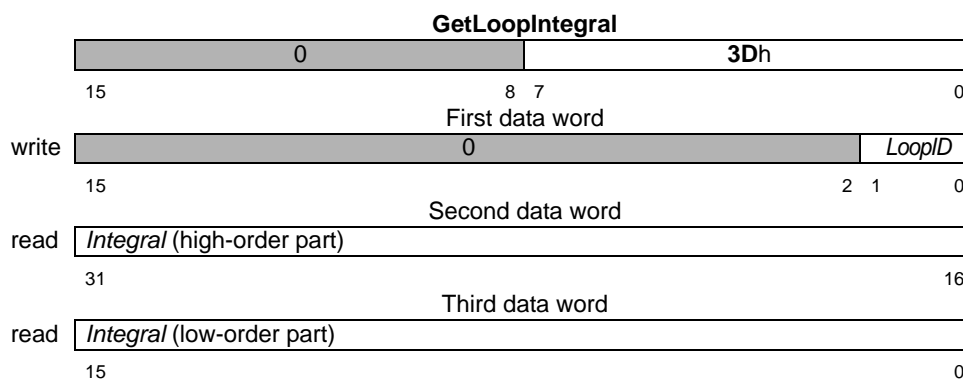 GetLoopIntegral
0 3Dh
15 8 7 0
First data word
write 0 LoopID
15 2 1 0
Second data word
read Integral (high-order part)
31 16
Third data word
read Integral (low-order part)
15 0